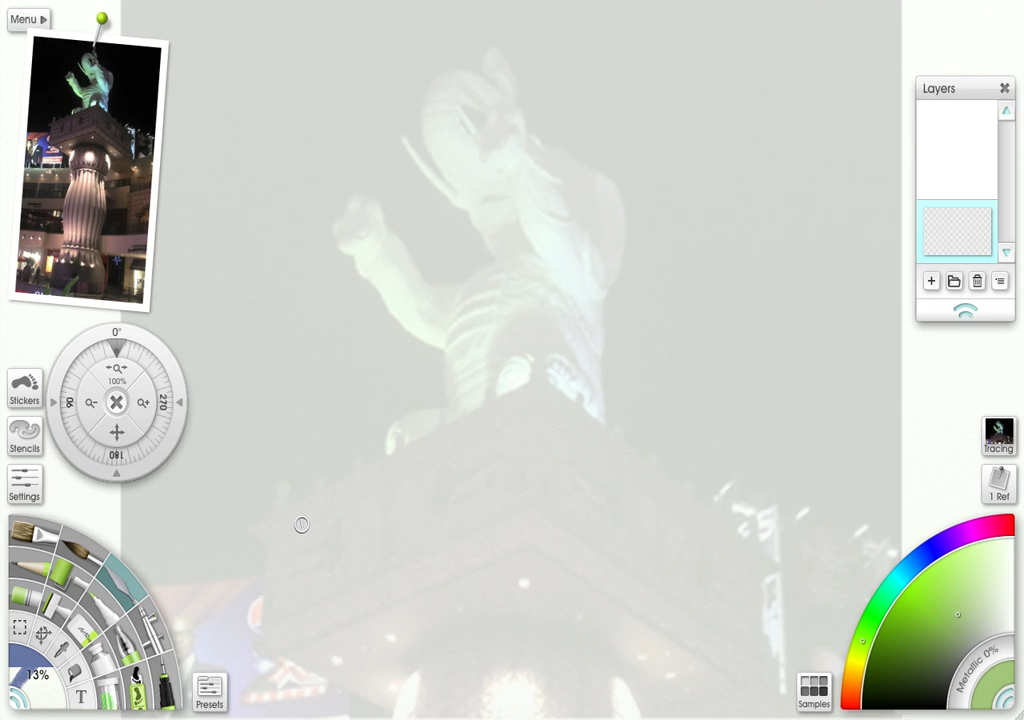 Menu
Layers
0°
100%
90
270
180
Stickers
Stencils
Settings
Tracing
1 Ref
13%
T
Presets
Samples
Metallic 0%